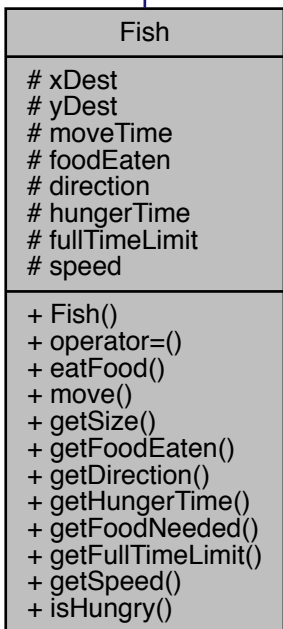 Fish
# xDest
# yDest
# moveTime
# foodEaten
# direction
# hungerTime
# fullTimeLimit
# speed
+ Fish()
+ operator=()
+ eatFood()
+ move()
+ getSize()
+ getFoodEaten()
+ getDirection()
+ getHungerTime()
+ getFoodNeeded()
+ getFullTimeLimit()
+ getSpeed()
+ isHungry()